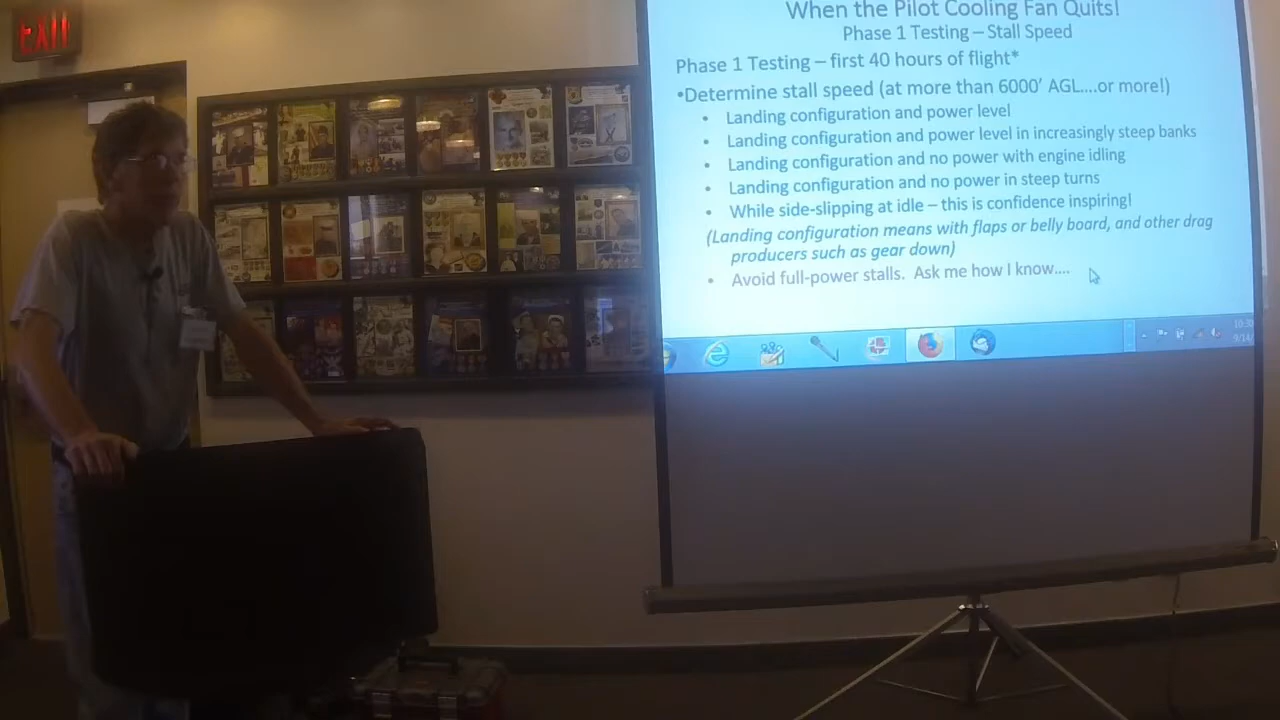 EXIT
When the Pilot Cooling Fan Quits!
Phase 1 Testing – Stall Speed
Phase 1 Testing – first 40 hours of flight*
•Determine stall speed (at more than 6000' AGL....or more!)
• Landing configuration and power level
• Landing configuration and power level in increasingly steep banks
• Landing configuration and no power with engine idling
• Landing configuration and no power in steep turns
• While side-slipping at idle – this is confidence inspiring!
(Landing configuration means with flaps or belly board, and other drag
producers such as gear down)
• Avoid full-power stalls. Ask me how I know....